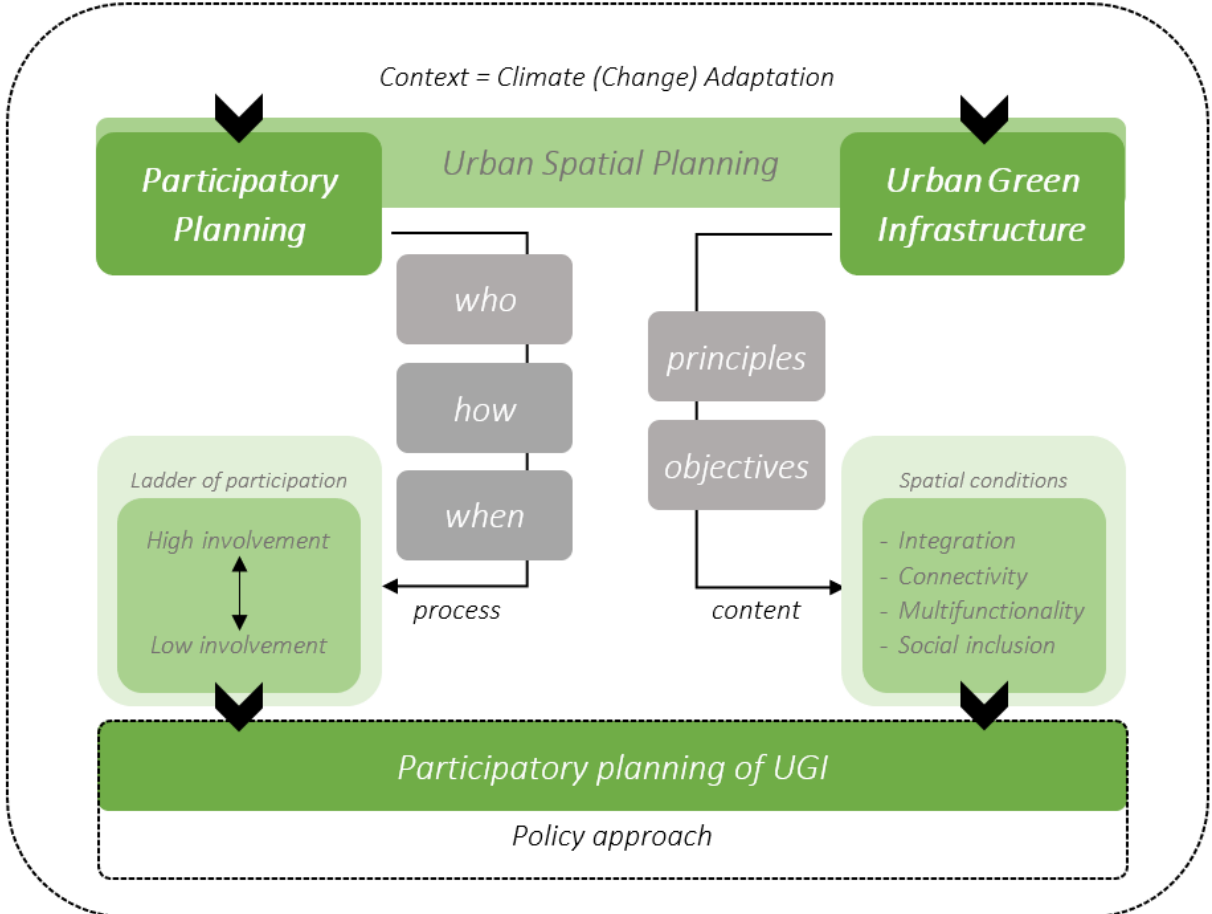 Context = Climate (Change) Adaptation
Urban Spatial Planning
Participatory
Planning
Urban Green
Infrastructure
who
how
when
process
principles
objectives
content
Ladder of participation
High involvement
Low involvement
Spatial conditions
- Integration
- Connectivity
- Multifunctionality
- Social inclusion
Participatory planning of UGI
Policy approach